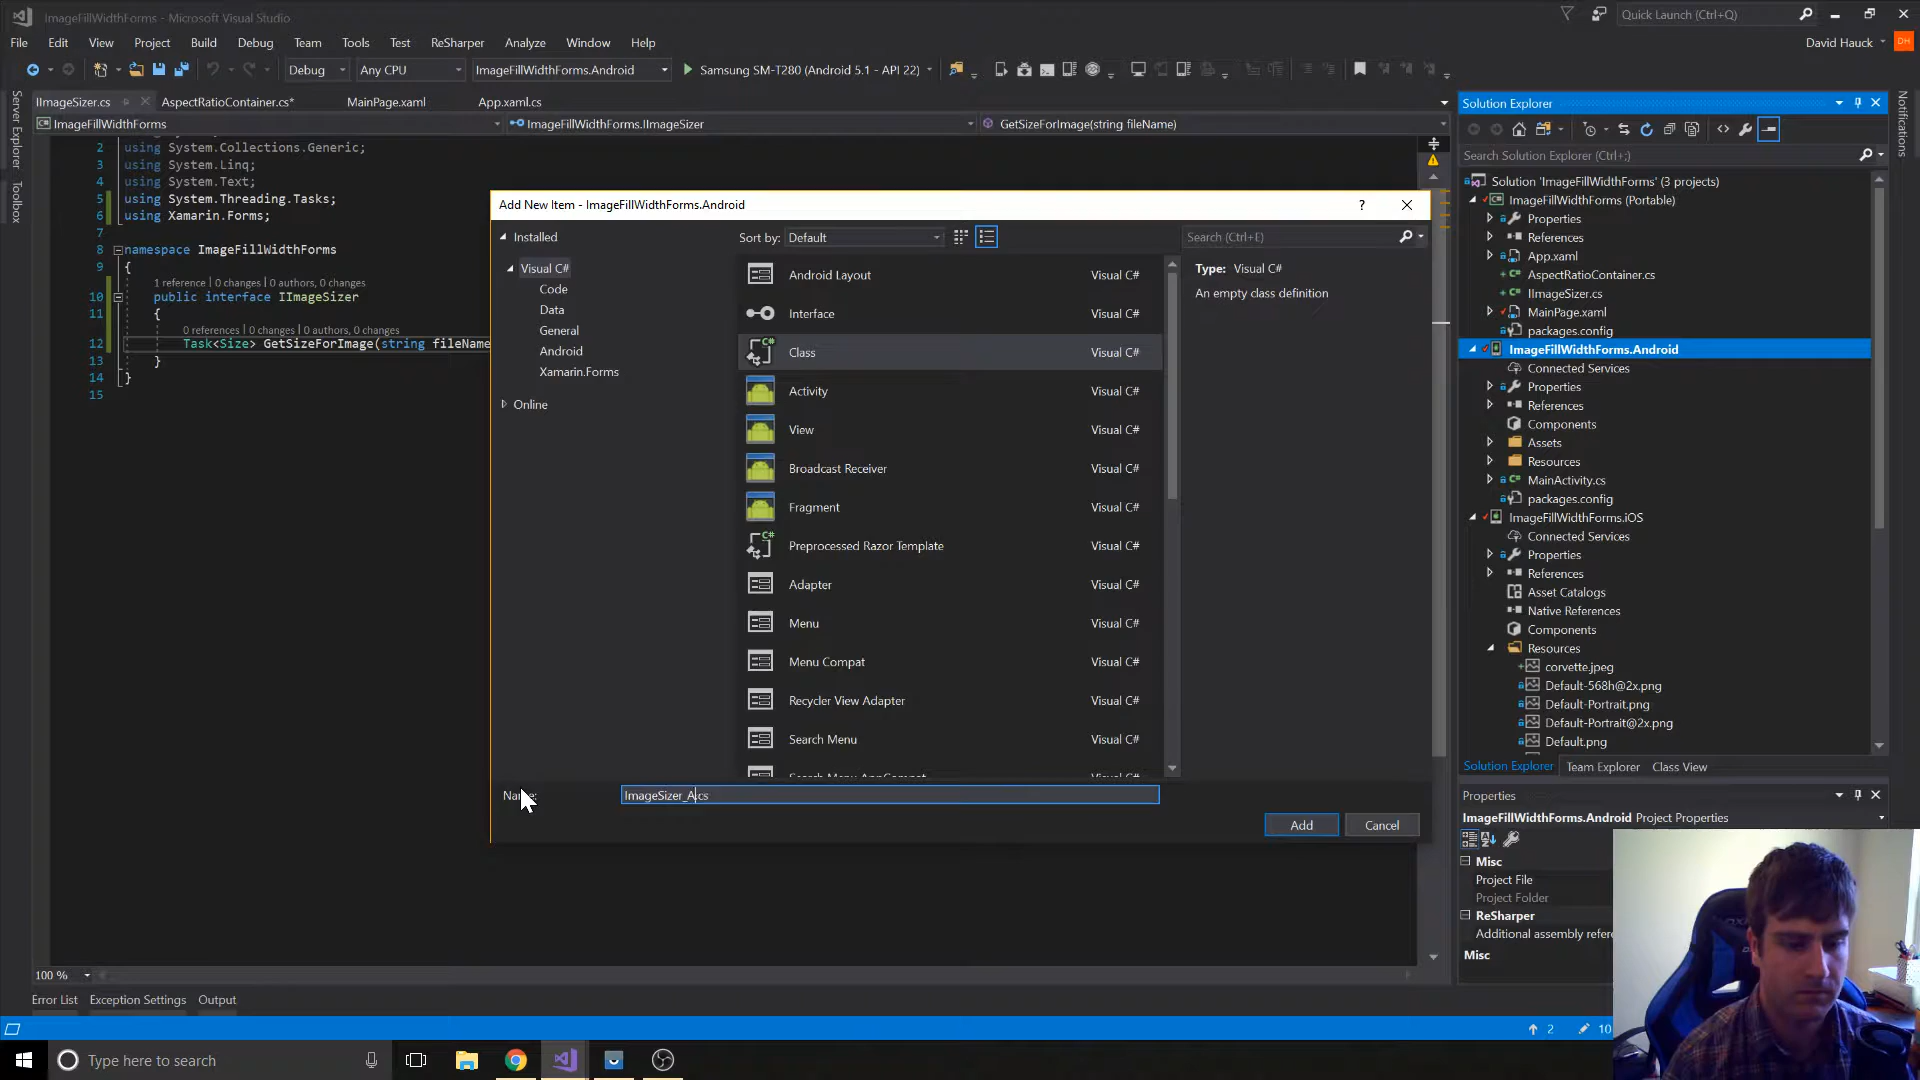 ImageFillWidthForms - Microsoft Visual Studio
Quick Launch (Ctrl+Q)
File Edit View Project Build Debug Team Tools Test ReSharper Analyze Window Help
David Hauck DH
Debug Any CPU ImageFillWidthForms.Android Samsung SM-T280 (Android 5.1 - API 22)
Server Explorer
Toolbox
Notifications
IImageSizer.cs AspectRatioContainer.cs* MainPage.xaml App.xaml.cs
ImageFillWidthForms ImageFillWidthForms.IImageSizer GetSizeForImage(string fileName)
2 using System.Collections.Generic;
3 using System.Linq;
4 using System.Text;
5 using System.Threading.Tasks;
6 using Xamarin.Forms;
7
8 namespace ImageFillWidthForms
9 {
1 reference | 0 changes | 0 authors, 0 changes
10 public interface IImageSizer
11 {
0 references | 0 changes | 0 authors, 0 changes
12 Task<Size> GetSizeForImage(string fileName
13 }
14 }
15
100 %
Error List Exception Settings Output
Add New Item - ImageFillWidthForms.Android
?
Installed
Visual C#
Code
Data
General
Android
Xamarin.Forms
Online
Sort by: Default
Search (Ctrl+E)
Android Layout Visual C#
Interface Visual C#
Class Visual C#
Activity Visual C#
View Visual C#
Broadcast Receiver Visual C#
Fragment Visual C#
Preprocessed Razor Template Visual C#
Adapter Visual C#
Menu Visual C#
Menu Compat Visual C#
Recycler View Adapter Visual C#
Search Menu Visual C#
Type: Visual C#
An empty class definition
ImageSizer_A.cs
Add Cancel
Solution Explorer
Search Solution Explorer (Ctrl+;)
Solution 'ImageFillWidthForms' (3 projects)
ImageFillWidthForms (Portable)
Properties
References
App.xaml
AspectRatioContainer.cs
IImageSizer.cs
MainPage.xaml
packages.config
ImageFillWidthForms.Android
Connected Services
Properties
References
Components
Assets
Resources
MainActivity.cs
packages.config
ImageFillWidthForms.iOS
Connected Services
Properties
References
Asset Catalogs
Native References
Components
Resources
corvette.jpeg
Default-568h@2x.png
Default-Portrait.png
Default-Portrait@2x.png
Default.png
Solution Explorer Team Explorer Class View
Properties
ImageFillWidthForms.Android Project Properties
Misc
Project File
Project Folder
ReSharper
Additional assembly refere
Misc
2 10
Type here to search